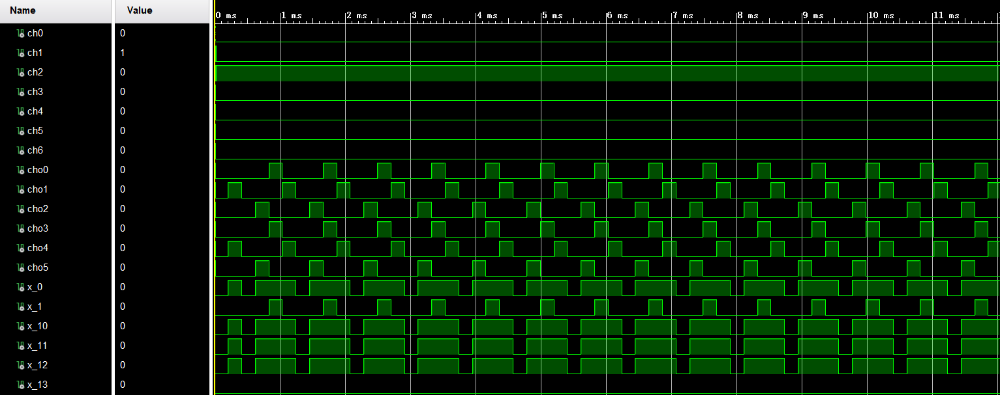 Name Value 0 ms 1 ms 2 ms 3 ms 4 ms 5 ms 6 ms 7 ms 8 ms 9 ms 10 ms 11 ms
ch0 0
ch1 1
ch2 0
ch3 0
ch4 0
ch5 0
ch6 0
cho0 0
cho1 0
cho2 0
cho3 0
cho4 0
cho5 0
x_0 0
x_1 0
x_10 0
x_11 0
x_12 0
x_13 0